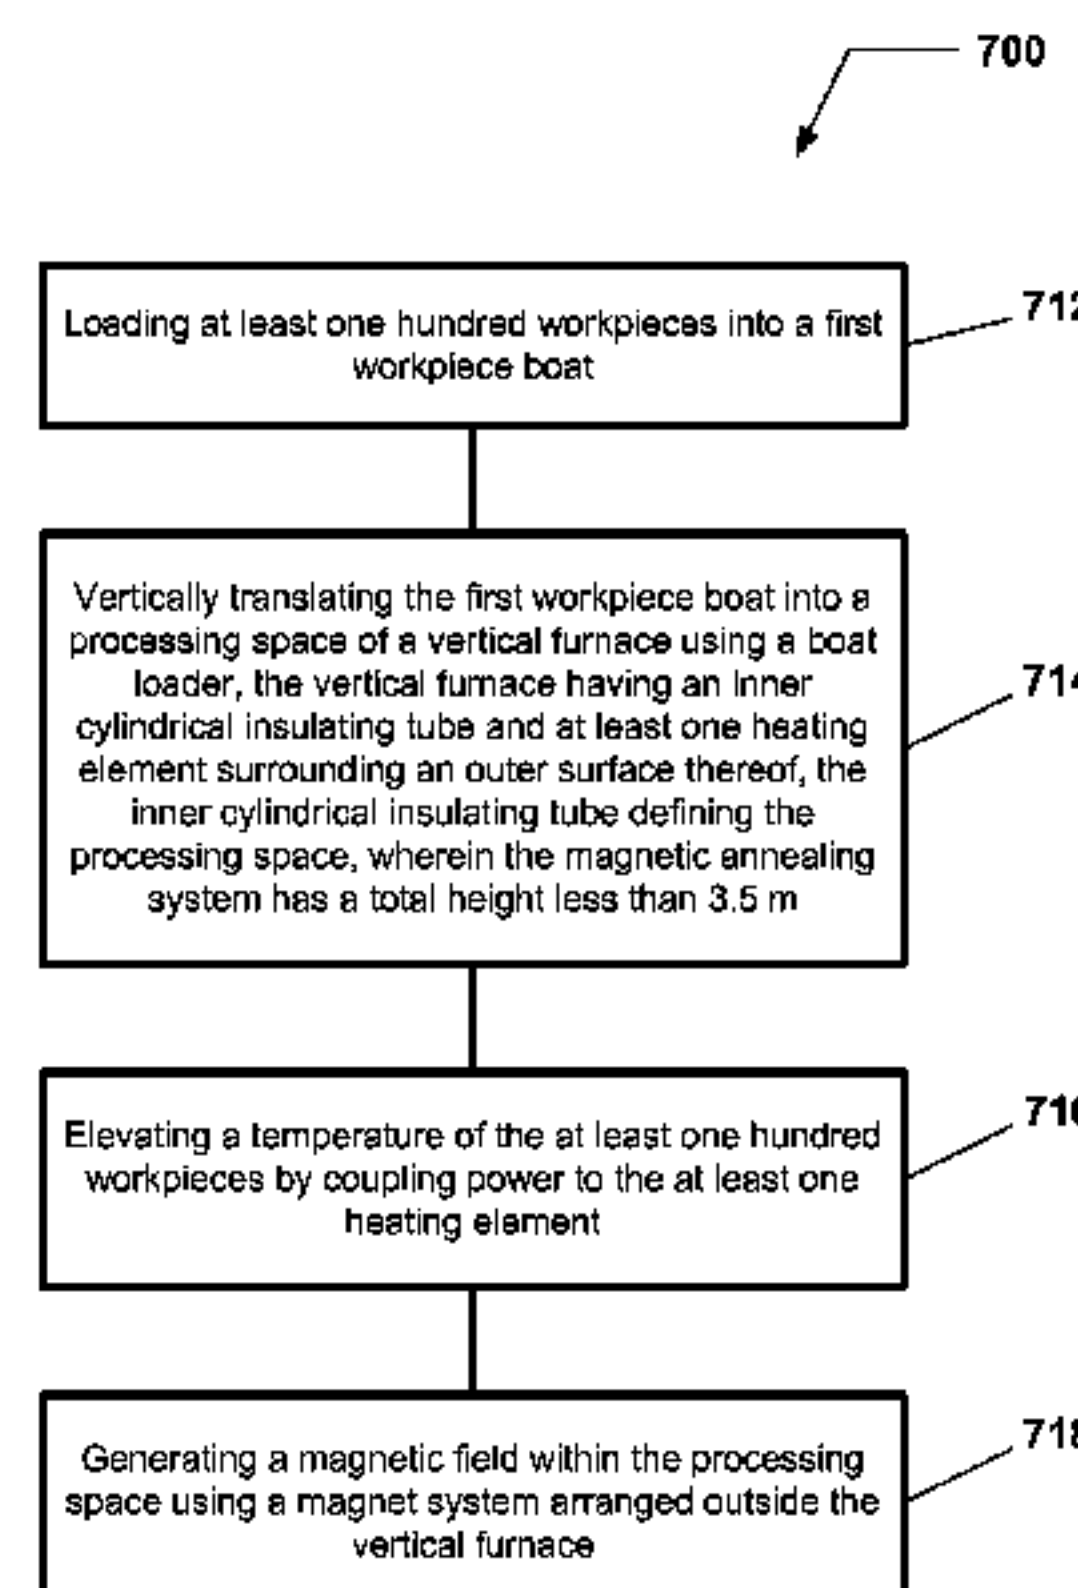 700
Loading at least one hundred workpieces into a first
workpiece boat
712
Vertically translating the first workpiece boat into a
processing space of a vertical furnace using a boat
loader, the vertical furnace having an inner
cylindrical insulating tube and at least one heating
element surrounding an outer surface thereof, the
inner cylindrical insulating tube defining the
processing space, wherein the magnetic annealing
system has a total height less than 3.5 m
714
Elevating a temperature of the at least one hundred
workpieces by coupling power to the at least one
heating element
716
Generating a magnetic field within the processing
space using a magnet system arranged outside the
vertical furnace
718